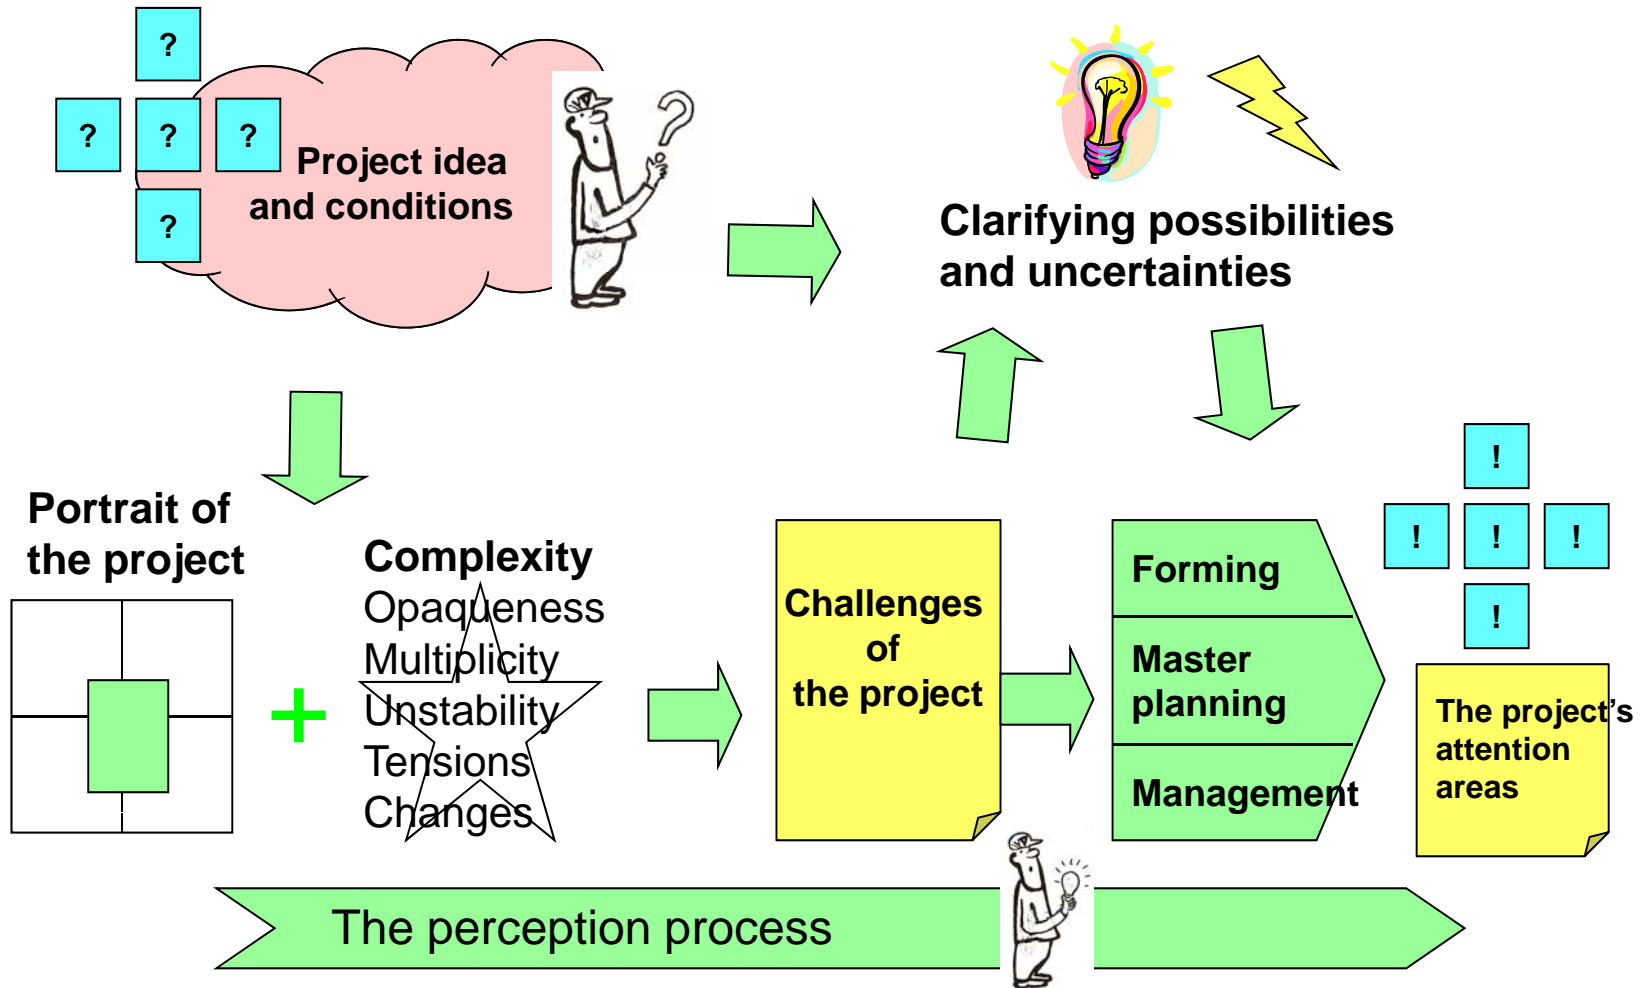 ?
? ? ?
?
Project idea
and conditions
Clarifying possibilities
and uncertainties
Portrait of
the project
Complexity
Opaqueness
Multiplicity
Unstability
Tensions
Changes
Challenges
of
the project
Forming
Master
planning
Management
!
! ! !
!
The project's
attention
areas
The perception process